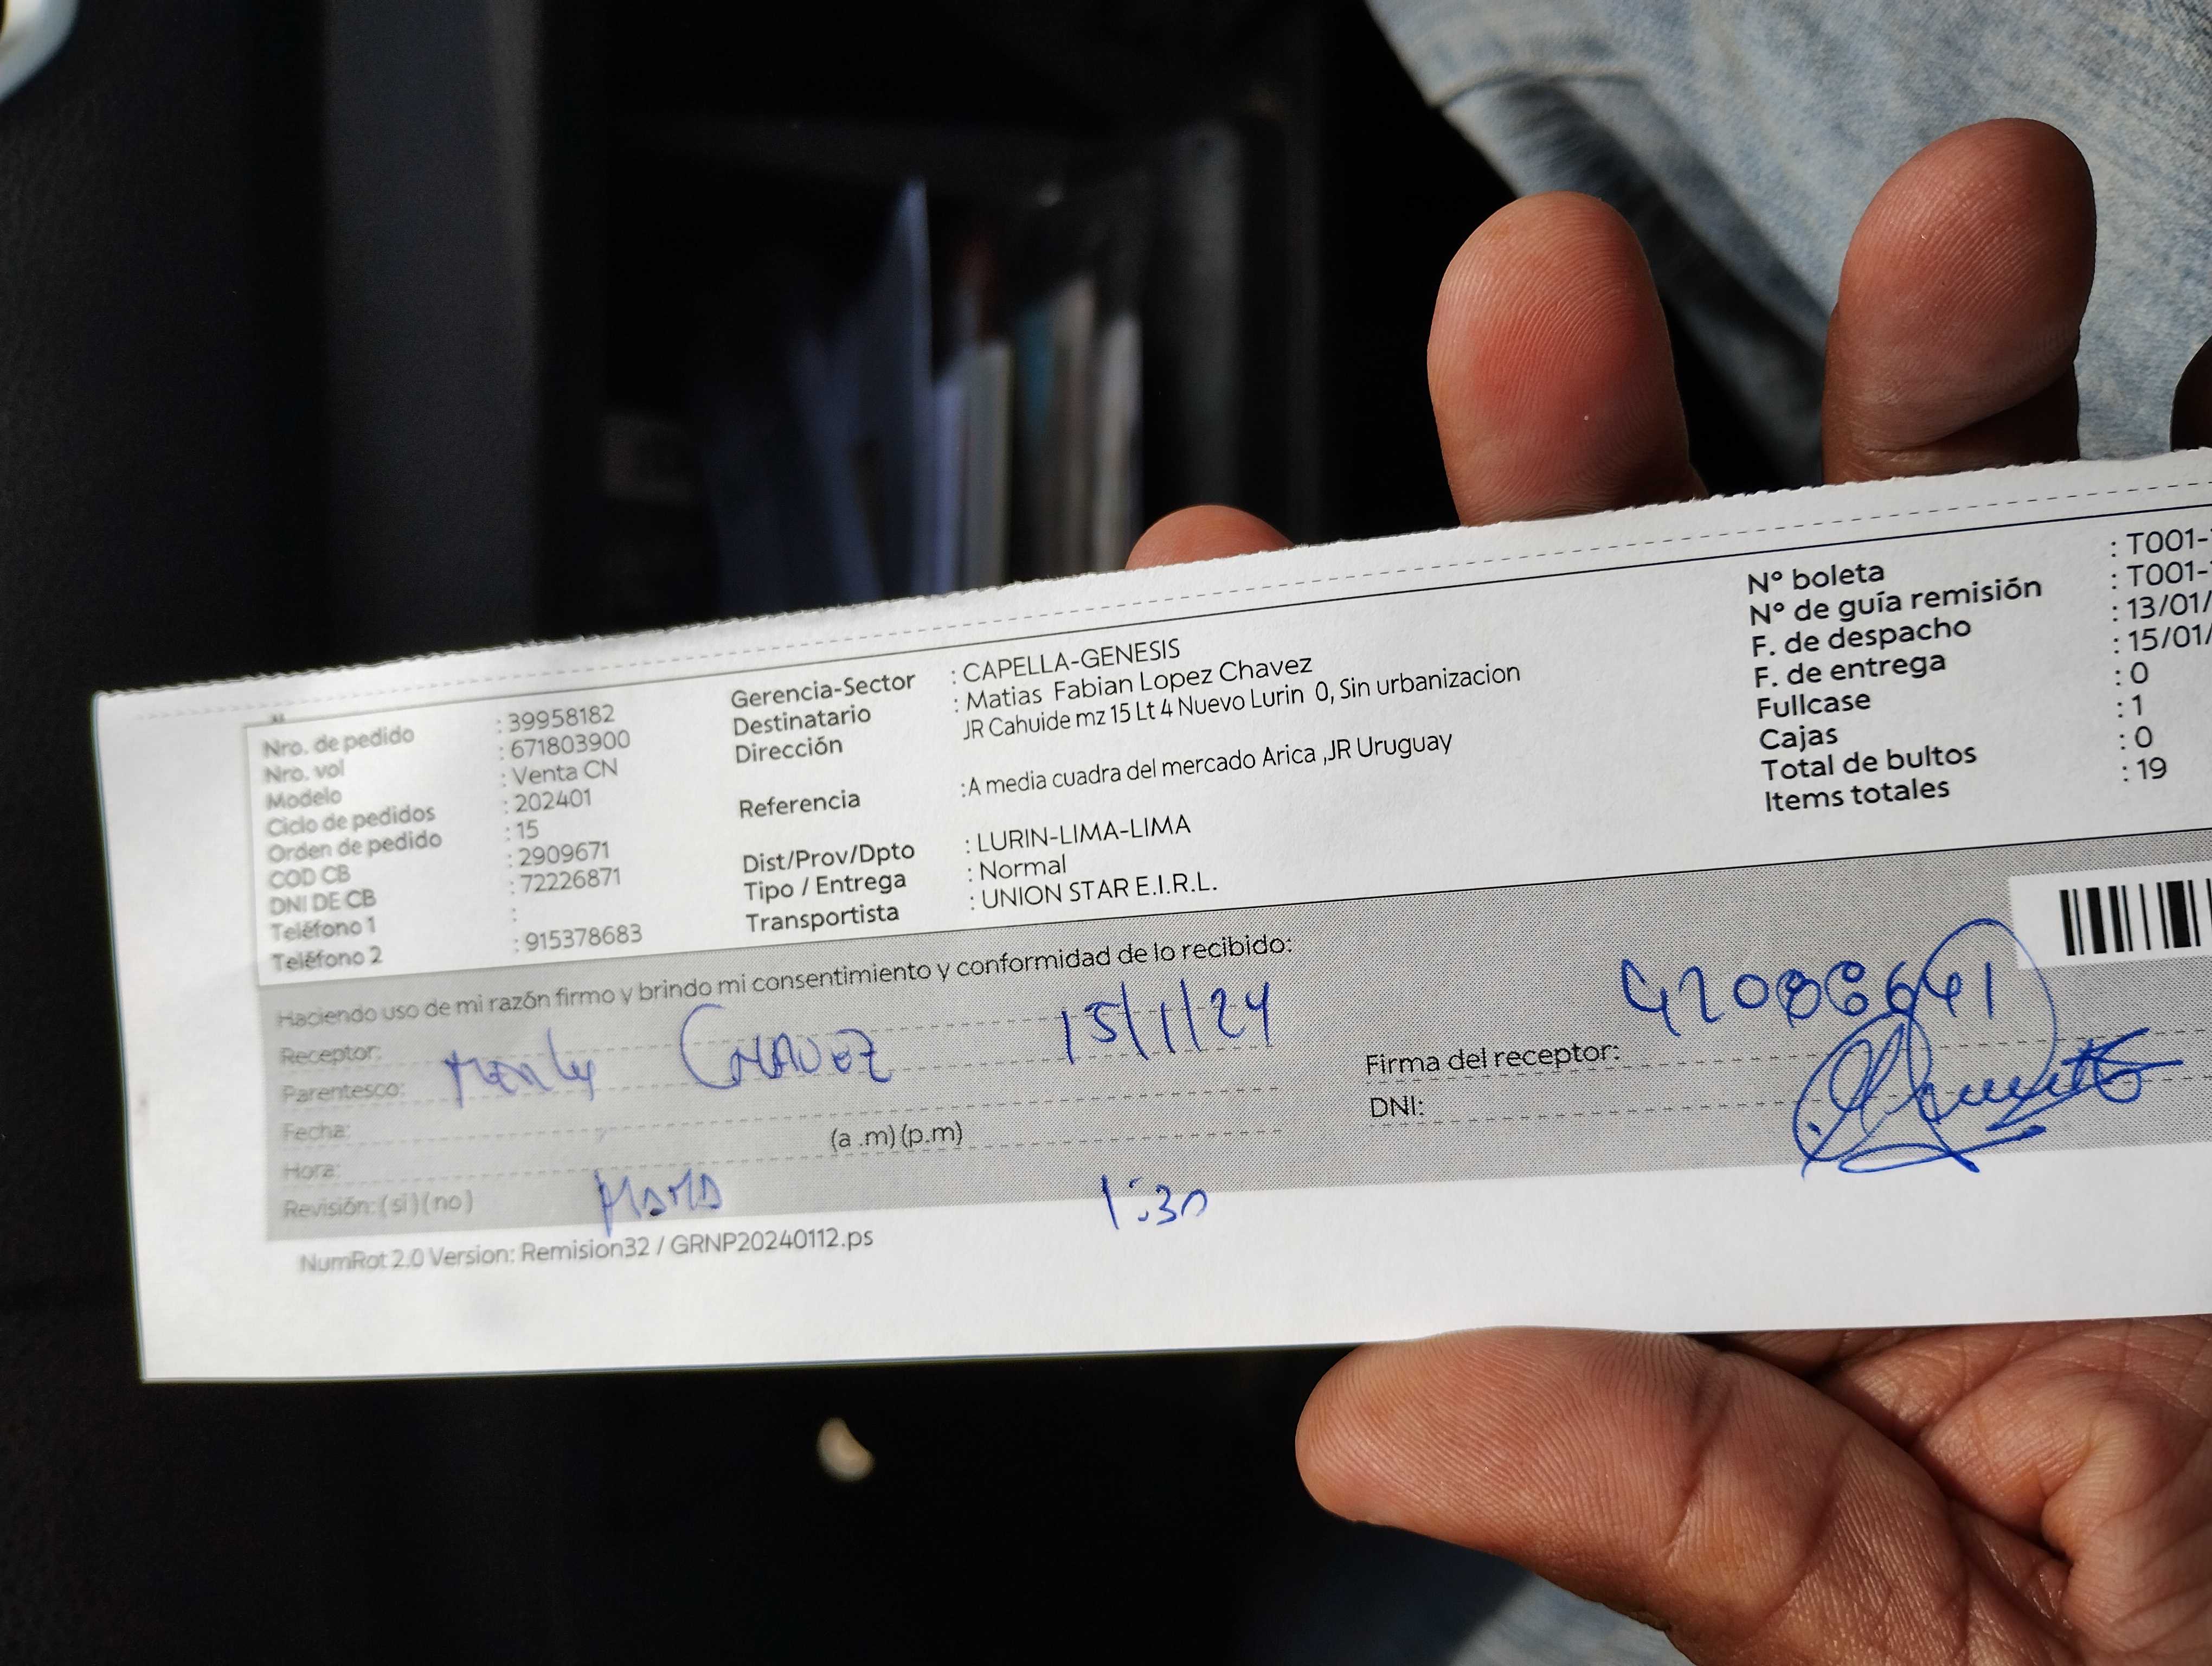 Nro. de pedido : 39958182
Nro. vol : 671803900
Modelo : Venta CN
Ciclo de pedidos : 202401
Orden de pedido : 15
COD CB : 2909671
DNI DE CB : 72226871
Teléfono 1 :
Teléfono 2 : 915378683
Gerencia-Sector : CAPELLA-GENESIS
Destinatario : Matias Fabian Lopez Chavez
Dirección JR Cahuide mz 15 Lt 4 Nuevo Lurin 0, Sin urbanizacion
Referencia :A media cuadra del mercado Arica ,JR Uruguay
Dist/Prov/Dpto : LURIN-LIMA-LIMA
Tipo / Entrega : Normal
Transportista : UNION STAR E.I.R.L.
N° boleta : T001-
N° de guía remisión : T001-
F. de despacho : 13/01/
F. de entrega : 15/01/
Fullcase : 0
Cajas : 1
Total de bultos : 0
Items totales : 19
Haciendo uso de mi razón firmo y brindo mi consentimiento y conformidad de lo recibido:
Receptor:
Parentesco: CHAVEZ 15/1/24
Fecha:
Hora: (a .m)(p.m)
Revisión: (si)(no) MAMA 1:30
Firma del receptor:
DNI:
NumRot 2.0 Version: Remision32 / GRNP20240112.ps